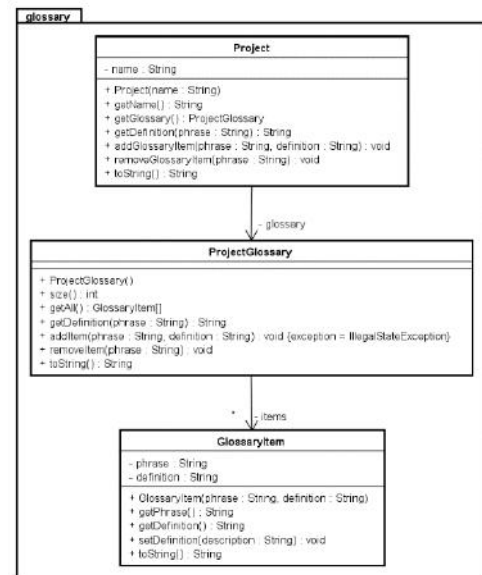 glossary
Project
- name : String
+ Project(name : String)
+ getName() : String
+ getGlossary() : ProjectGlossary
+ getDefinition(phrase : String) : String
+ addGlossaryItem(phrase : String, definition : String) : void
+ removeGlossaryItem(phrase : String) : void
+ toString() : String
- glossary
ProjectGlossary
+ ProjectGlossary()
+ size() : int
+ getAll() : GlossaryItem[]
+ getDefinition(phrase : String) : String
+ addItem(phrase : String, definition : String) : void {exception = IllegalStateException}
+ removeItem(phrase : String) : void
+ toString() : String
* - items
GlossaryItem
- phrase : String
- definition : String
+ GlossaryItem(phrase : String, definition : String)
+ getPhrase() : String
+ getDefinition() : String
+ setDefinition(description : String) : void
+ toString() : String